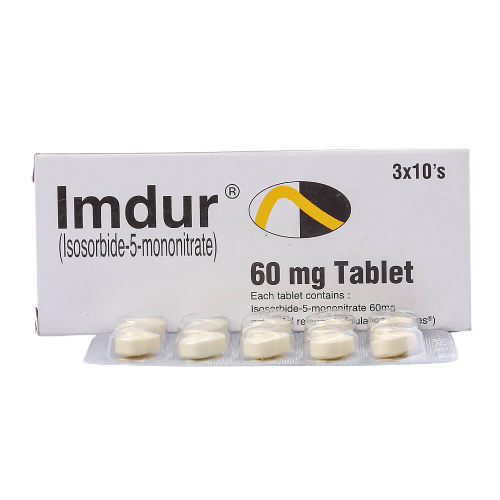 3x10's
Imdur®
(Isosorbide-5-mononitrate)
60 mg Tablet
Each tablet contains :
Isosorbide-5-mononitrate 60mg